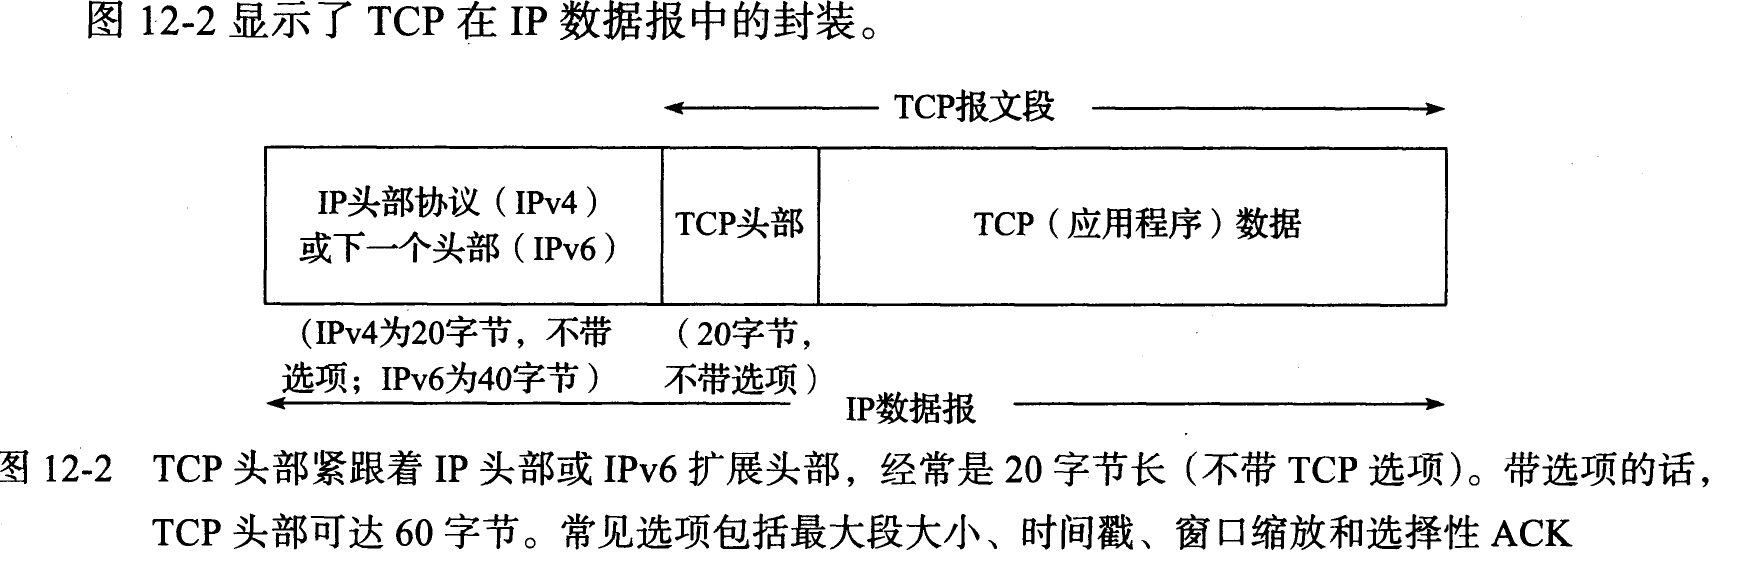 图 12-2 显示了 TCP 在 IP 数据报中的封装。
TCP报文段
IP头部协议（IPv4）
或下一个头部（IPv6）
TCP头部
TCP（应用程序）数据
(IPv4为20字节，不带
选项；IPv6为40字节）
（20字节，
不带选项）
IP数据报
图 12-2 TCP 头部紧跟着 IP 头部或 IPv6 扩展头部，经常是 20 字节长（不带 TCP 选项）。带选项的话，
TCP 头部可达 60 字节。常见选项包括最大段大小、时间戳、窗口缩放和选择性 ACK